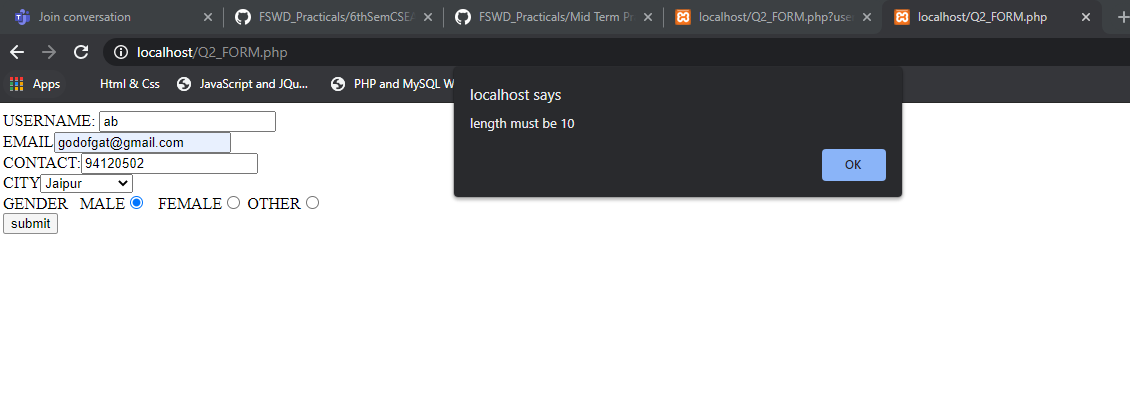 Join conversation
FSWD_Practicals/6thSemCSEA
FSWD_Practicals/Mid Term Pr
localhost/Q2_FORM.php?use
localhost/Q2_FORM.php
localhost/Q2_FORM.php
Apps Html & Css JavaScript and JQu... PHP and MySQL W
localhost says
length must be 10
OK
USERNAME: ab
EMAIL godofgat@gmail.com
CONTACT: 94120502
CITY Jaipur
GENDER MALE FEMALE OTHER
submit